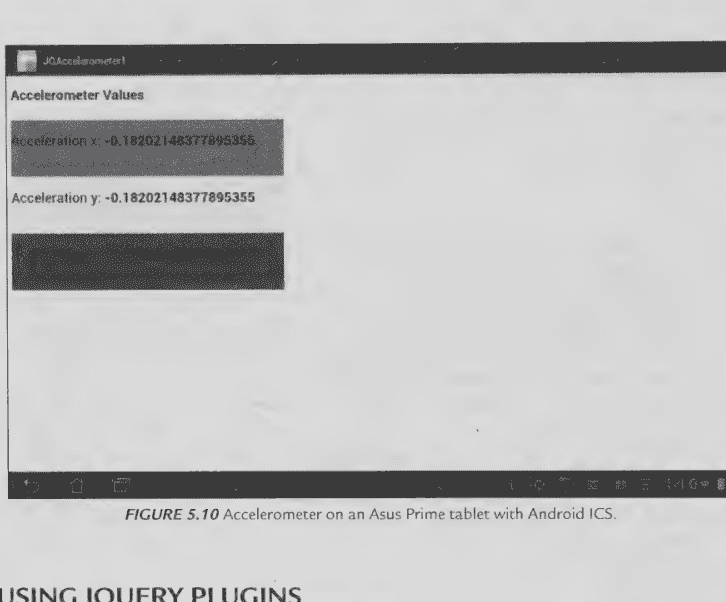 JQAccelerometer1
Accelerometer Values
Acceleration x: -0.18202148377895355
Acceleration y: -0.18202148377895355
FIGURE 5.10 Accelerometer on an Asus Prime tablet with Android ICS.
USING JQUERY PLUGINS